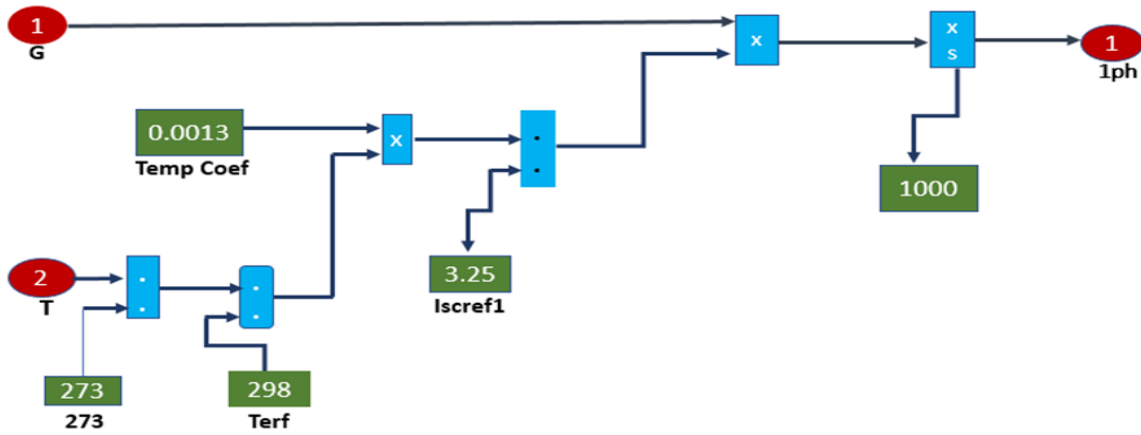 1
G
x
x
s
1
1ph
0.0013
Temp Coef
x
.
.
1000
2
T
.
.
.
.
3.25
Iscref1
273
273
298
Terf